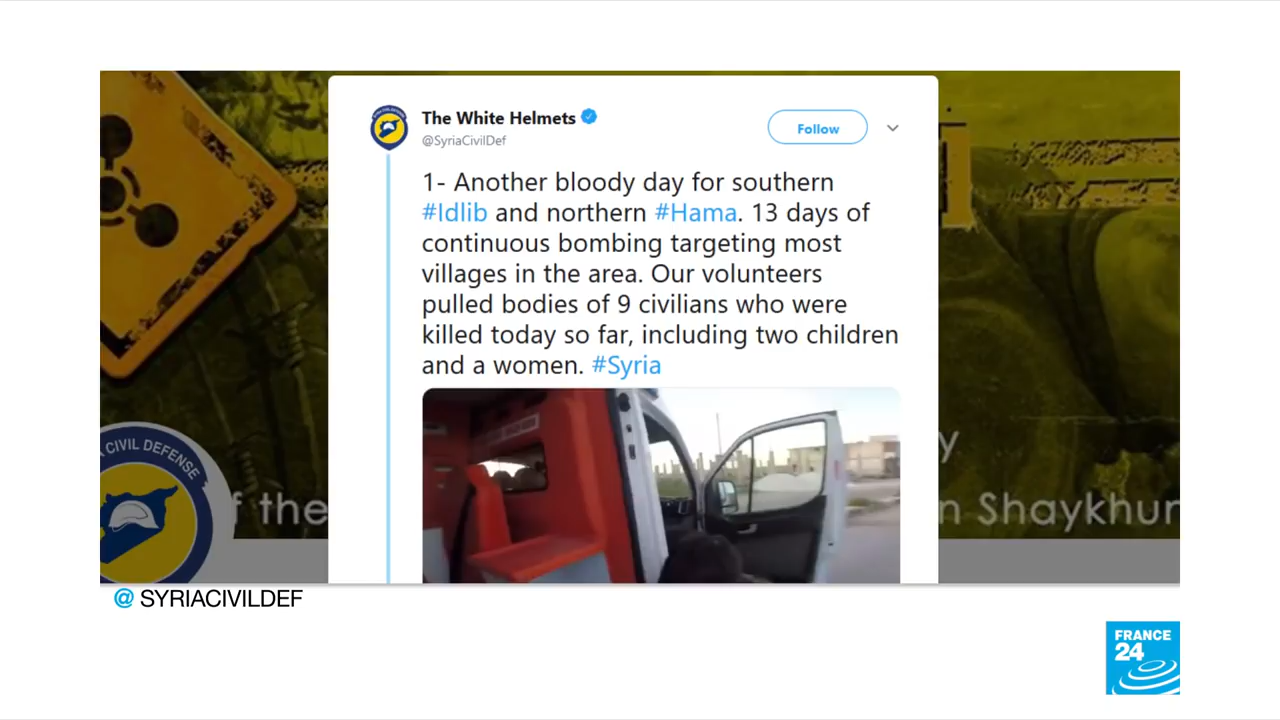 The White Helmets
@SyriaCivilDef
Follow
1- Another bloody day for southern
#Idlib and northern #Hama. 13 days of
continuous bombing targeting most
villages in the area. Our volunteers
pulled bodies of 9 civilians who were
killed today so far, including two children
and a women. #Syria
CIVIL DEFENSE
f the
y
n Shaykhun
@ SYRIACIVILDEF
FRANCE
24